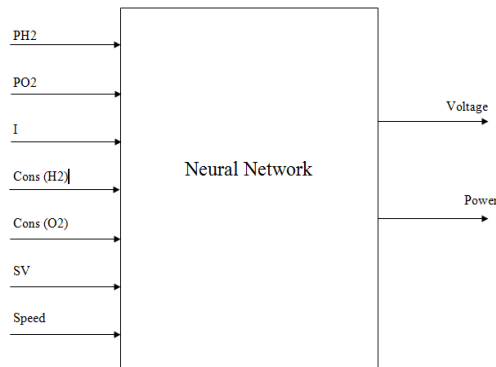 PH2
PO2
I
Cons (H2)
Cons (O2)
SV
Speed
Neural Network
Voltage
Power